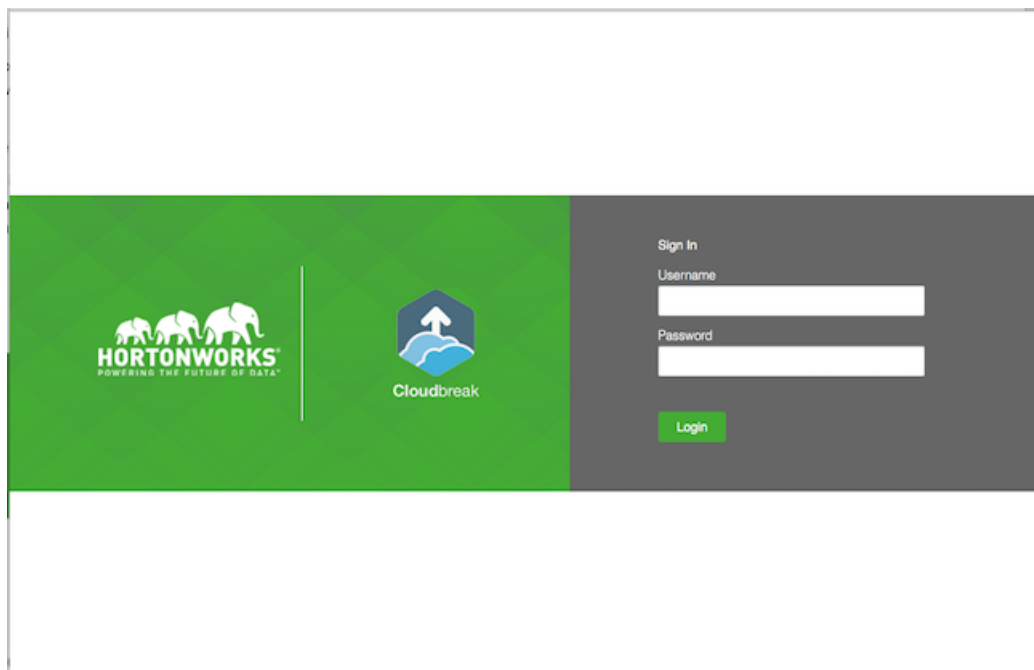 HORTONWORKS®
POWERING THE FUTURE OF DATA™
Cloudbreak
Sign In
Username
Password
Login